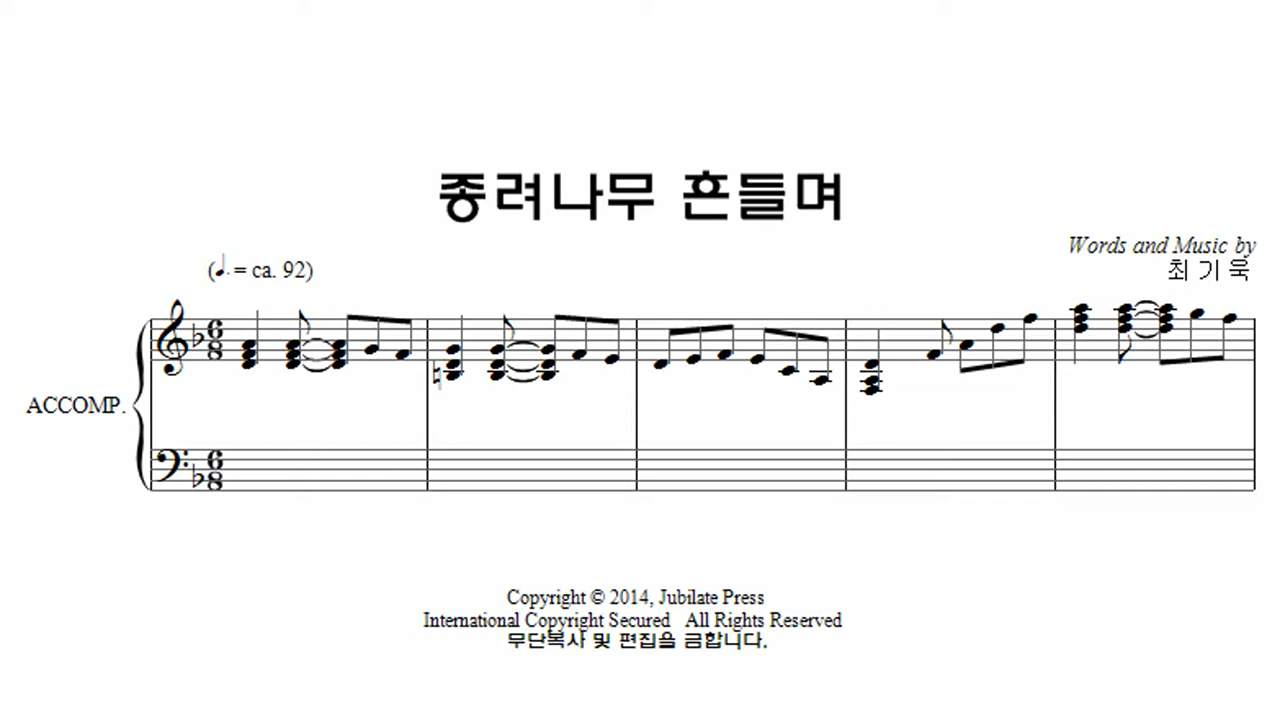 종려나무 흔들며
Words and Music by
최 기 욱
(♩. = ca. 92)
ACCOMP.
Copyright © 2014, Jubilate Press
International Copyright Secured All Rights Reserved
무단복사 및 편집을 금합니다.